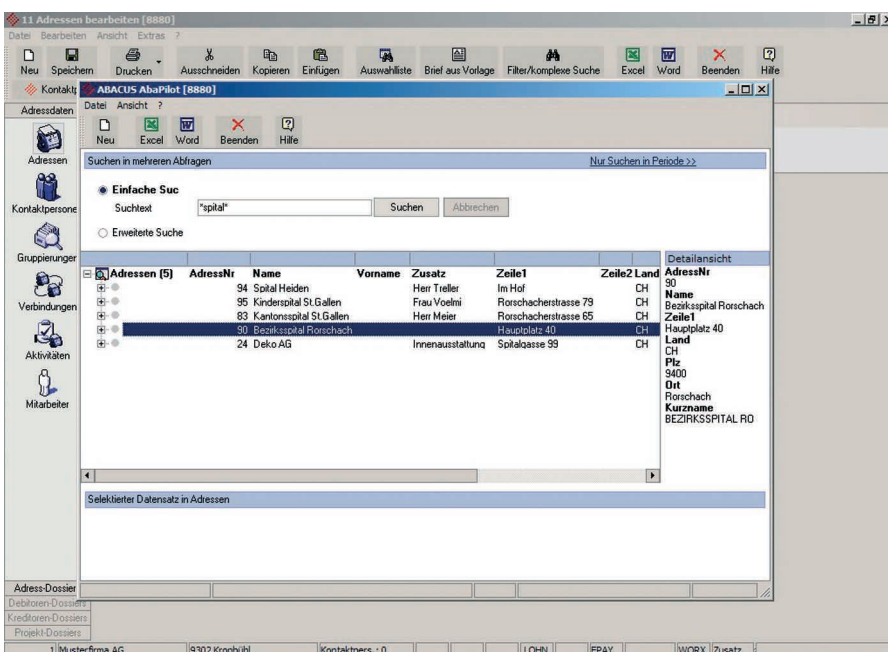 11 Adressen bearbeiten [8880]
Datei Bearbeiten Ansicht Extras ?
Neu Speichern Drucken Ausschneiden Kopieren Einfügen Auswahlliste Brief aus Vorlage Filter/komplexe Suche Excel Word Beenden Hilfe
ABACUS AbaPilot [8880]
Datei Ansicht ?
Neu Excel Word Beenden Hilfe
Adressdaten
Adressen
Kontaktpersone
Gruppierunger
Verbindungen
Aktivitäten
Mitarbeiter
Suchen in mehreren Abfragen Nur Suchen in Periode >>
Einfache Suc
Suchtext *spital* Suchen Abbrechen
Erweiterte Suche
Adressen (5) AdressNr Name Vorname Zusatz Zeile1 Zeile2 Land
94 Spital Heiden Herr Treller Im Hof CH
95 Kinderspital St.Gallen Frau Voelmi Rorschacherstrasse 79 CH
83 Kantonsspital St.Gallen Herr Meier Rorschacherstrasse 65 CH
90 Bezirksspital Rorschach Hauptplatz 40 CH
24 Deko AG Innenausstattung Spitalgasse 99 CH
Detailansicht
AdressNr
90
Name
Bezirksspital Rorschach
Zeile1
Hauptplatz 40
Land
CH
Plz
9400
Ort
Rorschach
Kurzname
BEZIRKSSPITAL RO
Selektierter Datensatz in Adressen
Adress-Dossier
Debitoren-Dossiers
Kreditoren-Dossiers
Projekt-Dossiers
1 Musterfirma AG 9302 Kronbühl Kontaktpers. : 0 LOHN EPAY WORX Zusatz